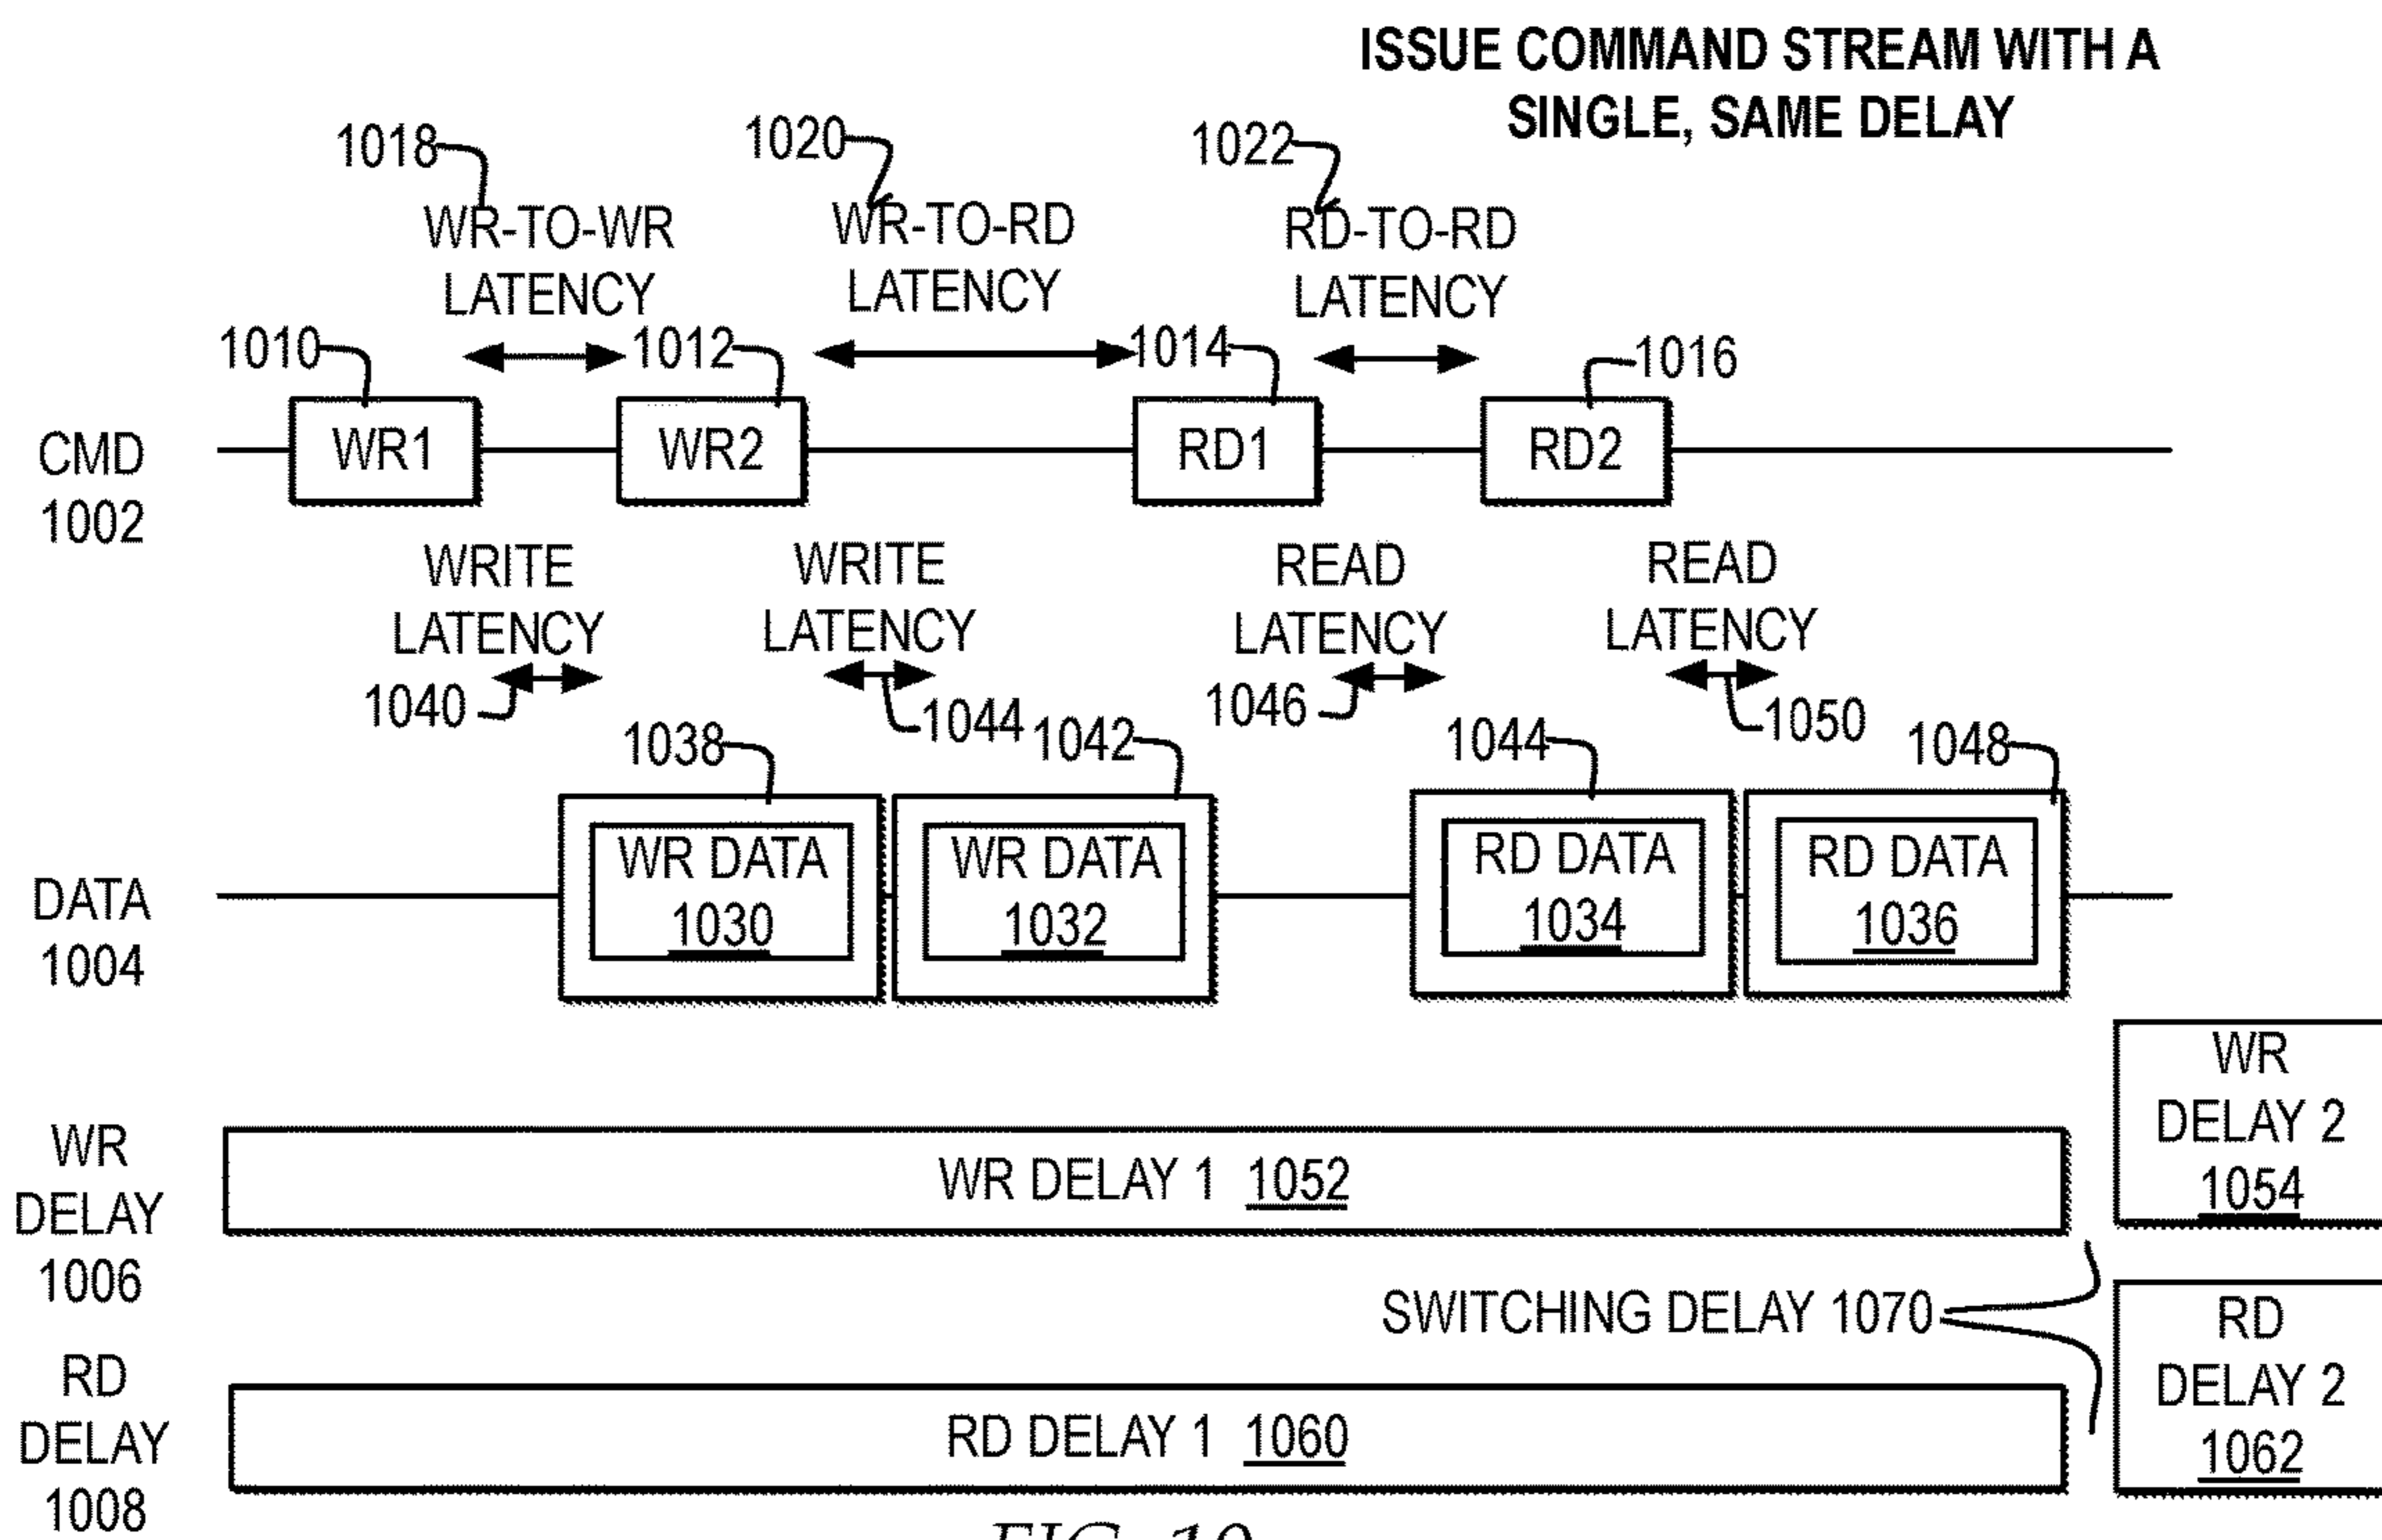 ISSUE COMMAND STREAM WITH A
SINGLE, SAME DELAY
1018
1020
1022
WR-TO-WR
LATENCY
WR-TO-RD
LATENCY
RD-TO-RD
LATENCY
1010
1012
1014
1016
CMD
1002
WR1
WR2
RD1
RD2
WRITE
LATENCY
1040
WRITE
LATENCY
1044
READ
LATENCY
1046
READ
LATENCY
1050
1038
1042
1044
1048
DATA
1004
WR DATA
1030
WR DATA
1032
RD DATA
1034
RD DATA
1036
WR
DELAY
1006
WR DELAY 1 1052
WR
DELAY 2
1054
SWITCHING DELAY 1070
RD
DELAY
1008
RD DELAY 1 1060
RD
DELAY 2
1062